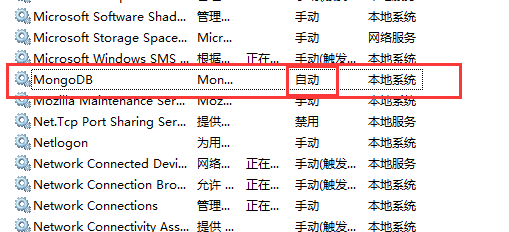 Microsoft Software Shad... 管理... 手动 本地系统
Microsoft Storage Space... Micr... 手动 网络服务
Microsoft Windows SMS ... 根据... 正在... 手动(触发... 本地系统
MongoDB Mon... 自动 本地系统
Mozilla Maintenance Serv... Moz... 手动 本地系统
Net.Tcp Port Sharing Ser... 提供... 禁用 本地服务
Netlogon 为用... 手动 本地系统
Network Connected Devi... 网络... 正在... 手动(触发... 本地服务
Network Connection Bro... 允许 ... 正在... 手动(触发... 本地系统
Network Connections 管理... 正在... 手动 本地系统
Network Connectivity Ass... 提供 ... 手动(触发... 本地系统